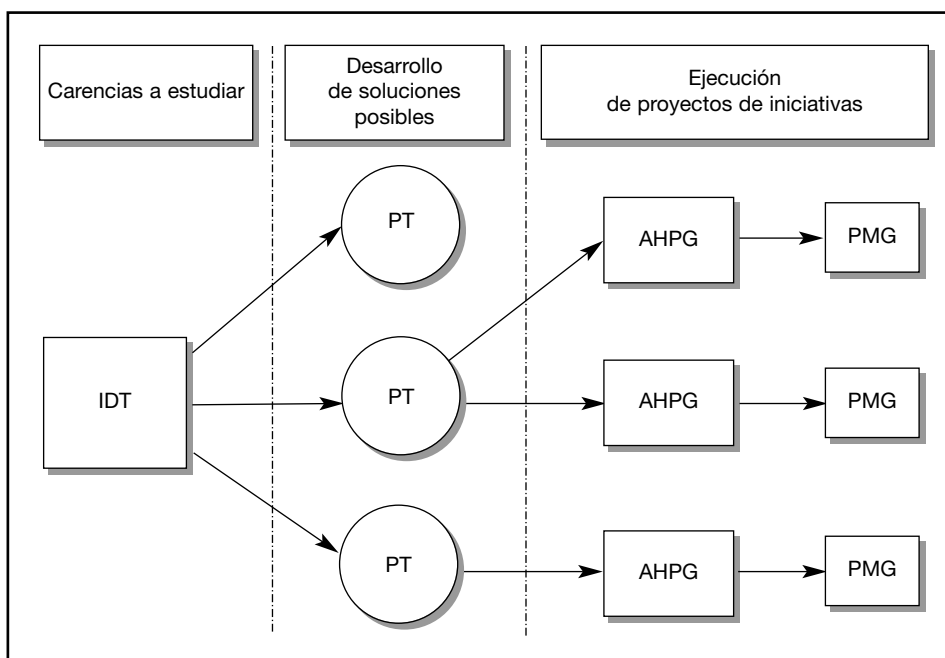 Carencias a estudiar
Desarrollo
de soluciones
posibles
Ejecución
de proyectos de iniciativas
PT
AHPG
PMG
IDT
PT
AHPG
PMG
PT
AHPG
PMG